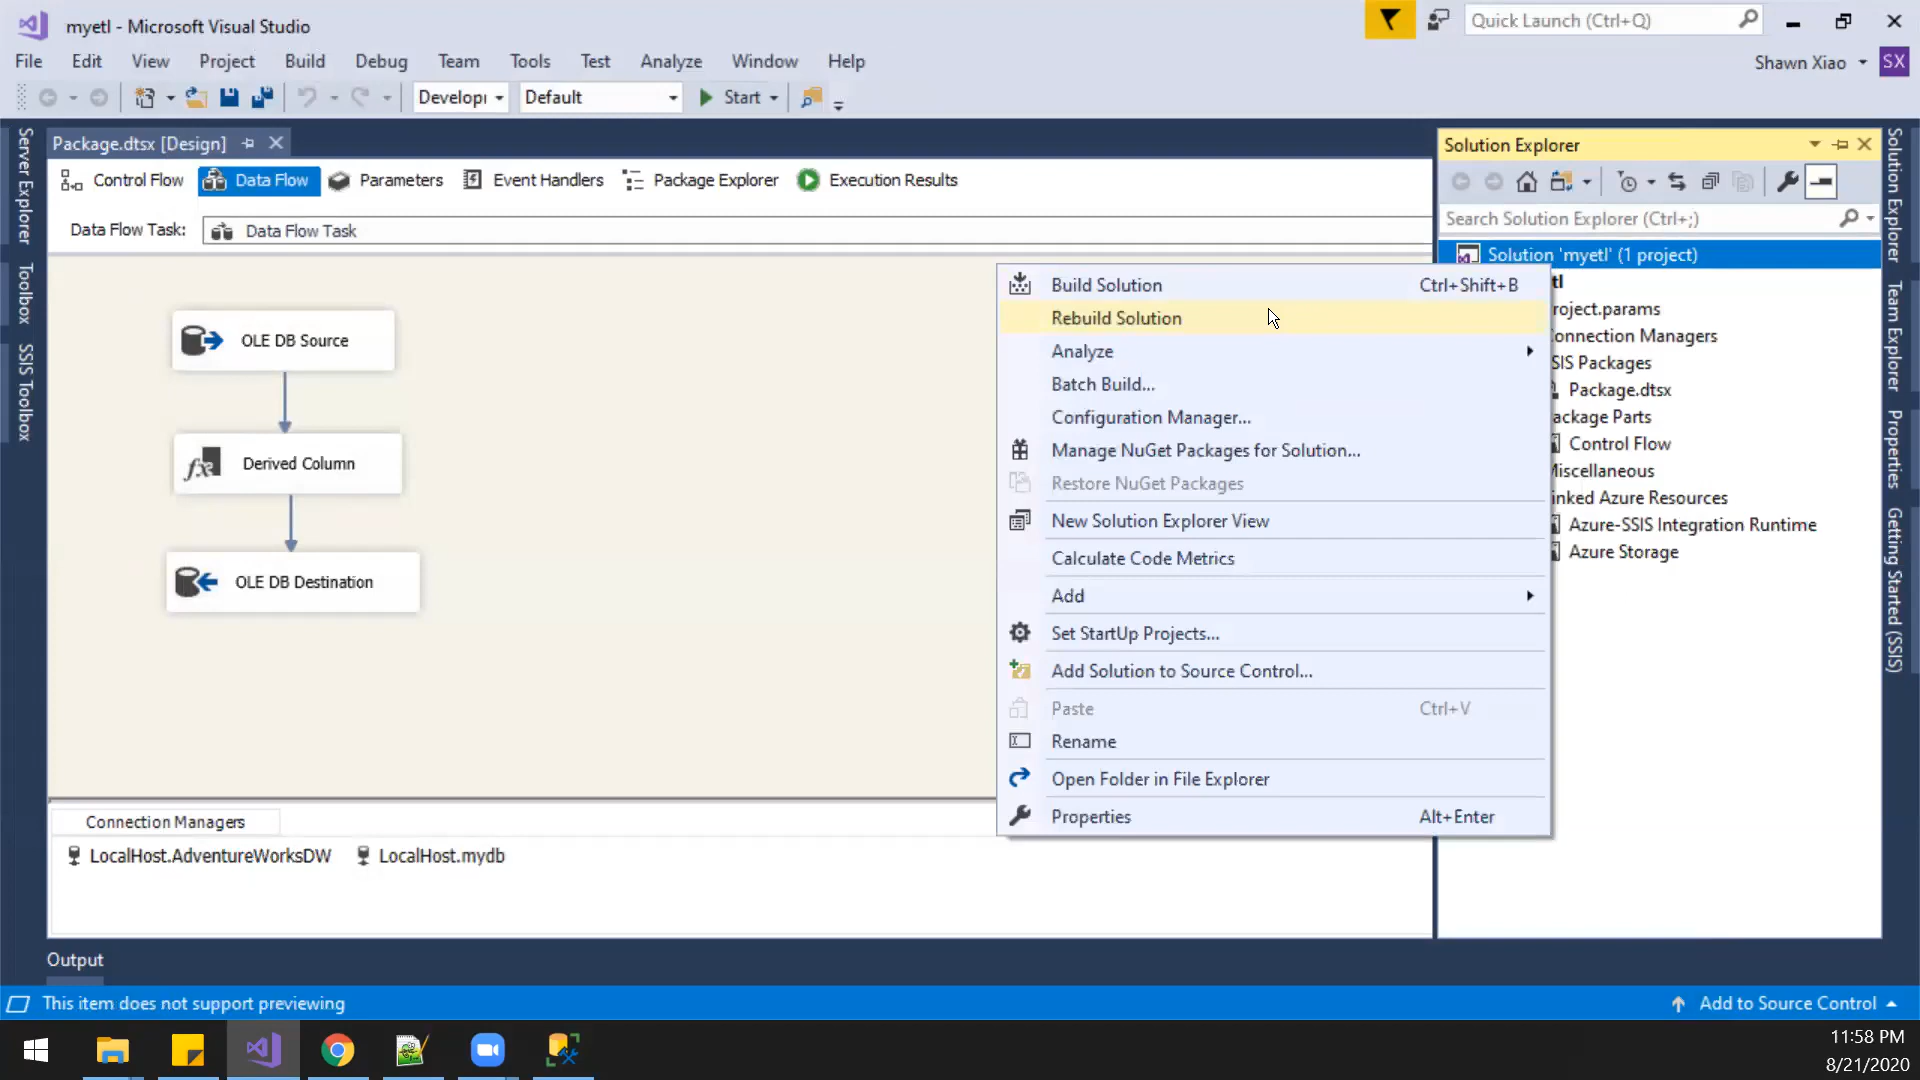 myetl - Microsoft Visual Studio
Quick Launch (Ctrl+Q)
File Edit View Project Build Debug Team Tools Test Analyze Window Help
Shawn Xiao SX
Developı Default Start
Server Explorer
Toolbox
SSIS Toolbox
Package.dtsx [Design]
Control Flow Data Flow Parameters Event Handlers Package Explorer Execution Results
Data Flow Task: Data Flow Task
OLE DB Source
fx Derived Column
OLE DB Destination
Build Solution Ctrl+Shift+B
Rebuild Solution
Analyze
Batch Build...
Configuration Manager...
Manage NuGet Packages for Solution...
Restore NuGet Packages
New Solution Explorer View
Calculate Code Metrics
Add
Set StartUp Projects...
Add Solution to Source Control...
Paste Ctrl+V
Rename
Open Folder in File Explorer
Properties Alt+Enter
Solution Explorer
Search Solution Explorer (Ctrl+;)
Solution 'myetl' (1 project)
tl
roject.params
onnection Managers
SIS Packages
Package.dtsx
ackage Parts
Control Flow
Miscellaneous
inked Azure Resources
Azure-SSIS Integration Runtime
Azure Storage
Solution Explorer
Team Explorer
Properties
Getting Started (SSIS)
Connection Managers
LocalHost.AdventureWorksDW LocalHost.mydb
Output
This item does not support previewing
Add to Source Control
11:58 PM
8/21/2020